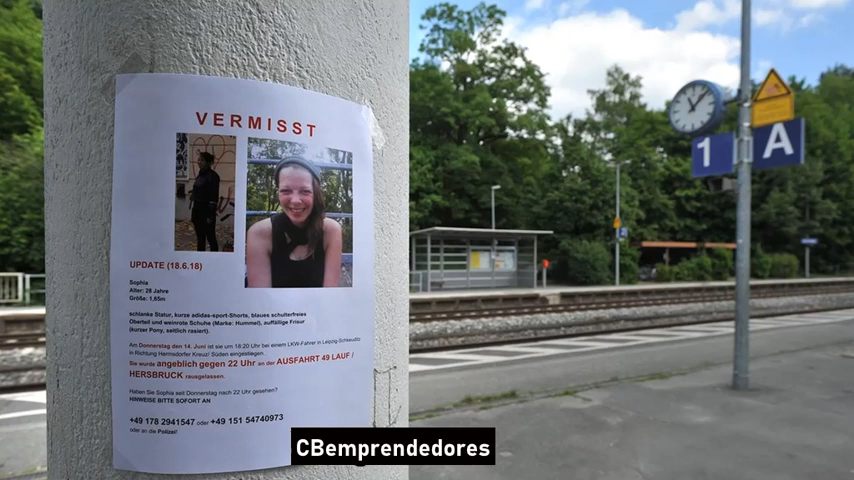 VERMISST
UPDATE (18.6.18)
Sophia
Alter: 28 Jahre
Größe: 1,65m
schlanke Statur, kurze adidas-sport-Shorts, blaues schulterfreies
Oberteil und weinrote Schuhe (Marke: Hummel), auffällige Frisur
(kurzer Pony, seitlich rasiert).
Am Donnerstag den 14. Juni ist sie um 18:20 Uhr bei einem LKW-Fahrer in Leipzig-Schkeuditz
in Richtung Hermsdorfer Kreuz/ Süden eingestiegen.
Sie wurde angeblich gegen 22 Uhr an der AUSFAHRT 49 LAUF /
HERSBRUCK rausgelassen.
Haben Sie Sophia seit Donnerstag nach 22 Uhr gesehen?
HINWEISE BITTE SOFORT AN
+49 178 2941547 oder +49 151 54740973
oder an die Polizei!
1 A
CBemprendedores